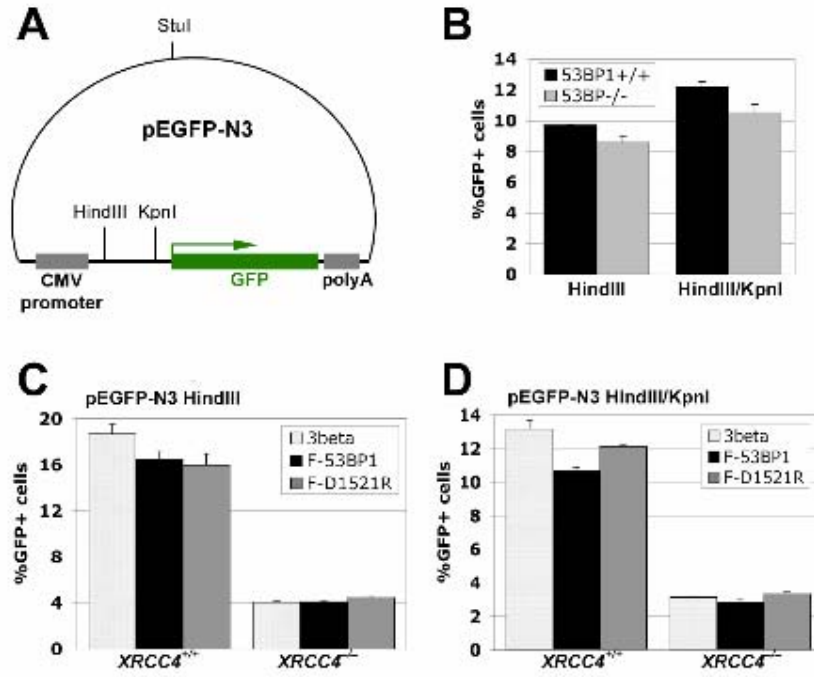 A
StuI
pEGFP-N3
HindIII KpnI
CMV
promoter
GFP
polyA
B
53BP1+/+
53BP-/-
%GFP+ cells
14
12
10
8
6
4
2
0
HindIII
HindIII/KpnI
C
pEGFP-N3 HindIII
3beta
F-53BP1
F-D1521R
%GFP+ cells
20
16
12
8
4
0
XRCC4+/+
XRCC4-/-
D
pEGFP-N3 HindIII/KpnI
3beta
F-53BP1
F-D1521R
%GFP+ cells
14
12
10
8
6
4
2
0
XRCC4+/+
XRCC4-/-